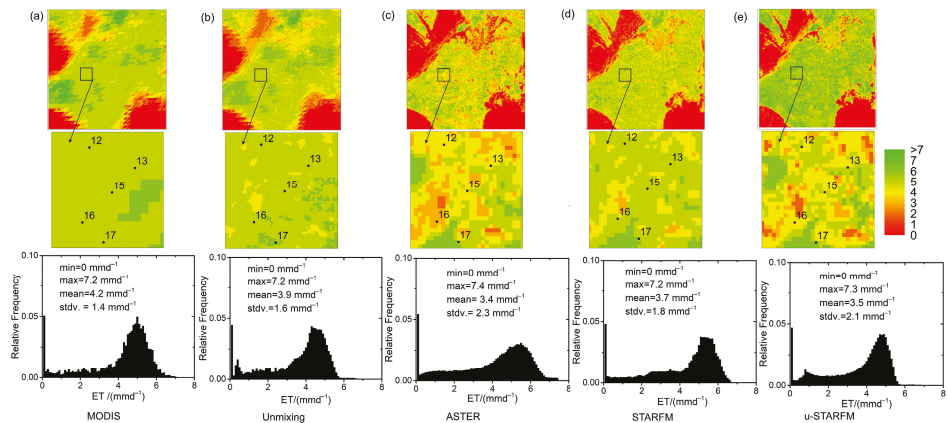 (a)
(b)
(c)
(d)
(e)
12
13
15
16
17
12
13
15
16
17
12
13
15
16
17
12
13
15
16
17
12
13
15
16
17
>7
7
6
5
4
3
2
1
0
Relative Frequency
0.10
0.05
0.00
min=0 mmd⁻¹
max=7.2 mmd⁻¹
mean=4.2 mmd⁻¹
stdv. = 1.4 mmd⁻¹
0 2 4 6 8
ET/(mmd⁻¹)
MODIS
Relative Frequency
0.10
0.05
0.00
min=0 mmd⁻¹
max=7.2 mmd⁻¹
mean=3.9 mmd⁻¹
stdv.=1.6 mmd⁻¹
0 2 4 6 8
ET/(mmd⁻¹)
Unmixing
Relative Frequency
0.10
0.05
0.00
min=0 mmd⁻¹
max=7.4 mmd⁻¹
mean= 3.4 mmd⁻¹
stdv.= 2.3 mmd⁻¹
0 2 4 6 8
ET/(mmd⁻¹)
ASTER
Relative Frequency
0.10
0.05
0.00
min=0 mmd⁻¹
max=7.2 mmd⁻¹
mean=3.7 mmd⁻¹
stdv.=1.8 mmd⁻¹
0 2 4 6 8
ET/(mmd⁻¹)
STARFM
Relative Frequency
0.10
0.05
0.00
min=0 mmd⁻¹
max=7.3 mmd⁻¹
mean=3.5 mmd⁻¹
stdv.=2.1 mmd⁻¹
0 2 4 6 8
ET/(mmd⁻¹)
u-STARFM